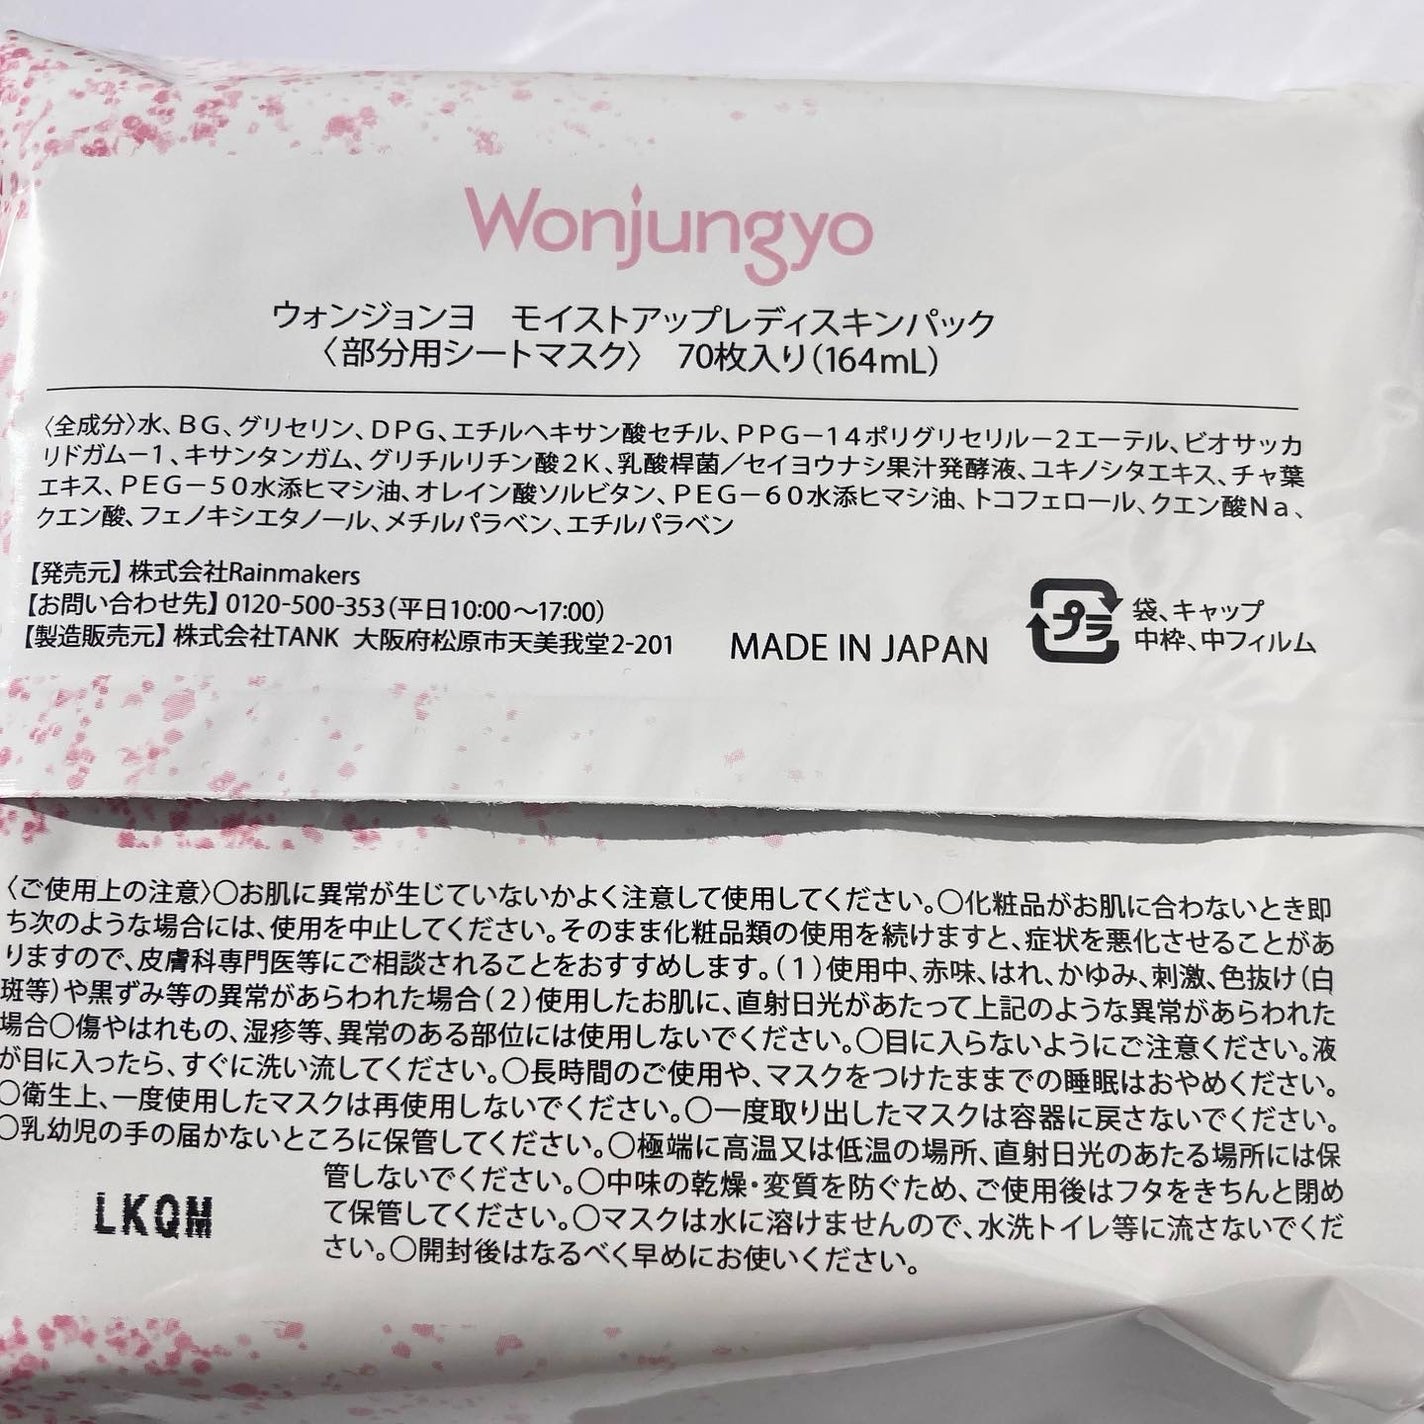 Wonjungyo
ウォンジョンヨ　モイストアップレディスキンパック
〈部分用シートマスク〉 70枚入り(164mL)
〈全成分〉水、BG、グリセリン、DPG、エチルヘキサン酸セチル、PPG－14ポリグリセリル－2エーテル、ビオサッカ
リドガム－1、キサンタンガム、グリチルリチン酸2K、乳酸桿菌／セイヨウナシ果汁発酵液、ユキノシタエキス、チャ葉
エキス、PEG－50水添ヒマシ油、オレイン酸ソルビタン、PEG－60水添ヒマシ油、トコフェロール、クエン酸Na、
クエン酸、フェノキシエタノール、メチルパラベン、エチルパラベン
【発売元】株式会社Rainmakers
【お問い合わせ先】0120-500-353(平日10:00～17:00)
【製造販売元】株式会社TANK 大阪府松原市天美我堂2-201
MADE IN JAPAN
プラ
袋、キャップ
中枠、中フィルム
〈ご使用上の注意〉○お肌に異常が生じていないかよく注意して使用してください。○化粧品がお肌に合わないとき即
ち次のような場合には、使用を中止してください。そのまま化粧品類の使用を続けますと、症状を悪化させることがあ
りますので、皮膚科専門医等にご相談されることをおすすめします。(1)使用中、赤味、はれ、かゆみ、刺激、色抜け(白
斑等)や黒ずみ等の異常があらわれた場合(2)使用したお肌に、直射日光があたって上記のような異常があらわれた
場合○傷やはれもの、湿疹等、異常のある部位には使用しないでください。○目に入らないようにご注意ください。液
が目に入ったら、すぐに洗い流してください。○長時間のご使用や、マスクをつけたままでの睡眠はおやめください。
○衛生上、一度使用したマスクは再使用しないでください。○一度取り出したマスクは容器に戻さないでください。
○乳幼児の手の届かないところに保管してください。○極端に高温又は低温の場所、直射日光のあたる場所には保
管しないでください。○中味の乾燥・変質を防ぐため、ご使用後はフタをきちんと閉め
て保管してください。○マスクは水に溶けませんので、水洗トイレ等に流さないでくだ
さい。○開封後はなるべく早めにお使いください。
LKQM